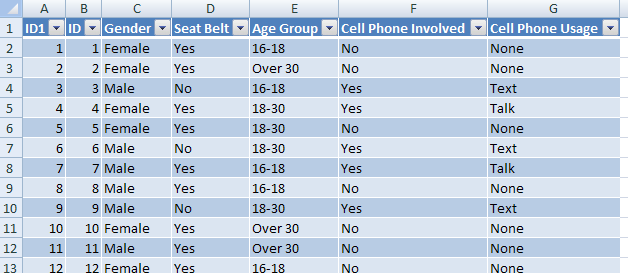 A B C D E F G
1 ID1 ID Gender Seat Belt Age Group Cell Phone Involved Cell Phone Usage
2 1 1 Female Yes 16-18 No None
3 2 2 Female Yes Over 30 No None
4 3 3 Male No 16-18 Yes Text
5 4 4 Female Yes 18-30 Yes Talk
6 5 5 Female Yes 18-30 No None
7 6 6 Male No 18-30 Yes Text
8 7 7 Male Yes 16-18 Yes Talk
9 8 8 Male Yes 16-18 No None
10 9 9 Male No 18-30 Yes Text
11 10 10 Female Yes Over 30 No None
12 11 11 Male Yes Over 30 No None
13 12 12 Female Yes 16-18 No None